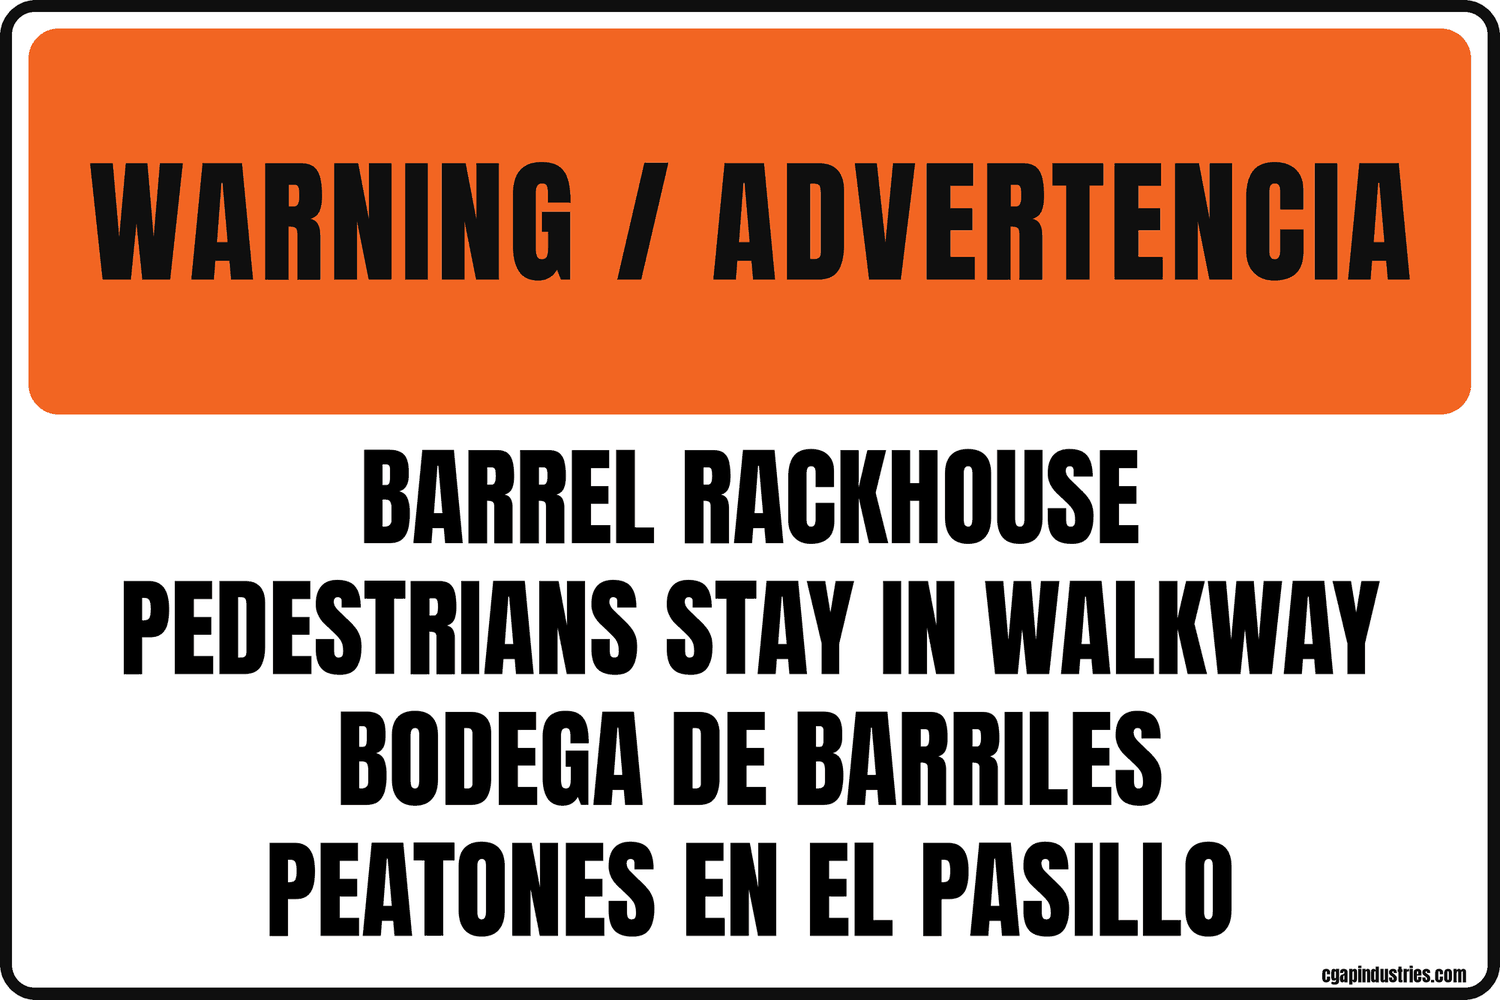 WARNING / ADVERTENCIA
BARREL RACKHOUSE
PEDESTRIANS STAY IN WALKWAY
BODEGA DE BARRILES
PEATONES EN EL PASILLO
cgapindustries.com